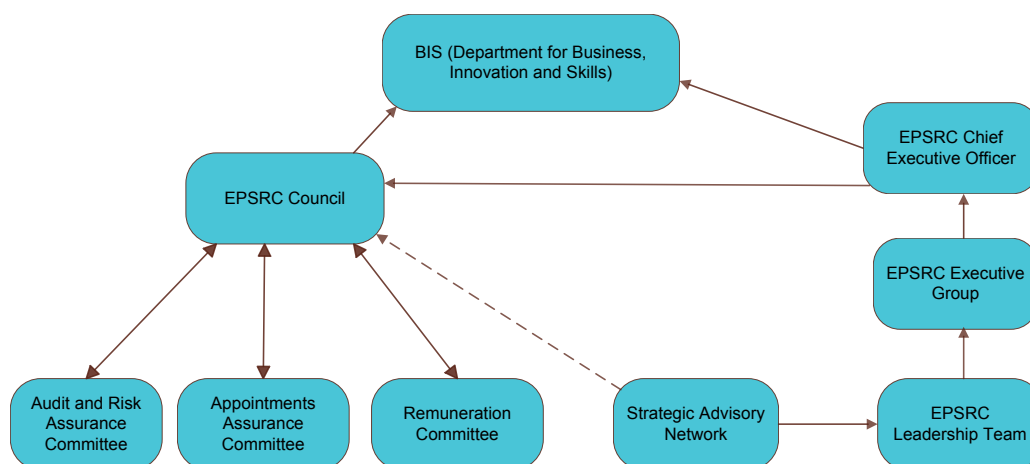 BIS (Department for Business,
Innovation and Skills)
EPSRC Chief
Executive Officer
EPSRC Council
EPSRC Executive
Group
Audit and Risk
Assurance
Committee
Appointments
Assurance
Committee
Remuneration
Committee
Strategic Advisory
Network
EPSRC
Leadership Team